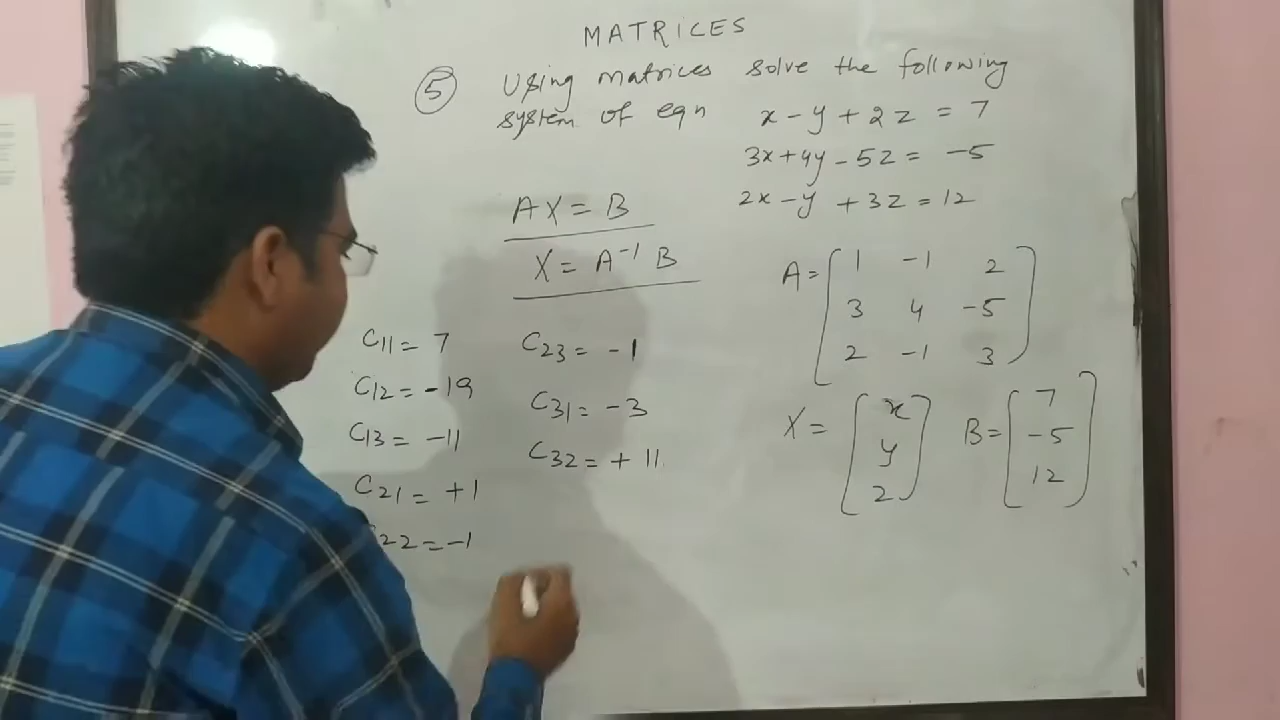 MATRICES
5 Using matrices solve the following
system of eqn x - y + 2z = 7
3x + 4y - 5z = -5
2x - y + 3z = 12
AX = B
X = A⁻¹ B
A = [ 1 -1 2
3 4 -5
2 -1 3 ]
C11 = 7
C12 = -19
C13 = -11
C21 = +1
22 = -1
C23 = -1
C31 = -3
C32 = + 11
X = [ x
y
z ]
B = [ 7
-5
12 ]